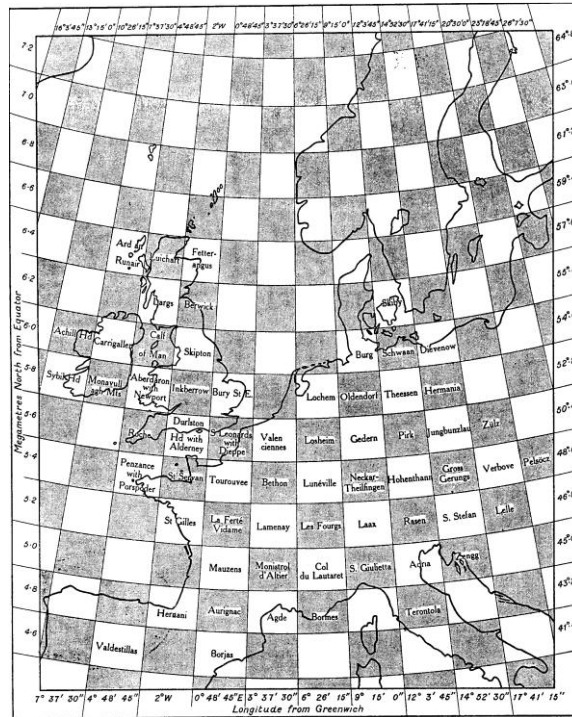 16°5'45" 13°15'0" 10°26'15" 7°37'30" 4°48'45" 2°W 0°48'45" 3°37'30" 6°26'15" 9°15'0" 12°3'45" 14°52'30" 17°41'15" 20°30'0" 23°18'45" 26°7'30"
7·2
7·0
6·8
6·6
6·4
6·2
6·0
5·8
5·6
5·4
5·2
5·0
4·8
4·6
Megametres North from Equator
Ard an
Runair
Luichart
Fetter-
angus
Largs
Berwick
Skiby
Achill Hd
Carrigallen
Calf
of Man
Skipton
Burg
Schwaan
Dievenow
Sybil Hd
Monavull
agh Mts
Aberdaron
with
Newport
Inkberrow
Bury St E.
Lochem
Oldendorf
Theessen
Hermania
Roche
Durlston
Hd with
Alderney
S Leonards
with
Dieppe
Valen
ciennes
Losheim
Gedern
Pirk
Jungbunzlau
Zulz
Penzance
with
Porspoder
St Servan
Tourouvee
Bethon
Lunéville
Neckar-
Theilfingen
Hohenthann
Gross
Gerungs
Verbove
Pelsöcz
St Gilles
La Ferté
Vidame
Lamenay
Les Fourgs
Laax
Rasen
S. Stefan
Lelle
Mauzens
Monistrol
d'Altier
Col
du Lautaret
S. Giubetta
Adria
Hernani
Aurignac
Agde
Bormes
Terontola
Valdestillas
Borjas
64°
63°
61°
59°
57°
56°
54°
52°
50°
48°
46°
45°
43°
41°
7° 37' 30" 4° 48' 45" 2°W 0° 48' 45"E 3° 37' 30" 6° 26' 15" 9° 15' 0" 12° 3' 45" 14° 52' 30" 17° 41' 15"
Longitude from Greenwich